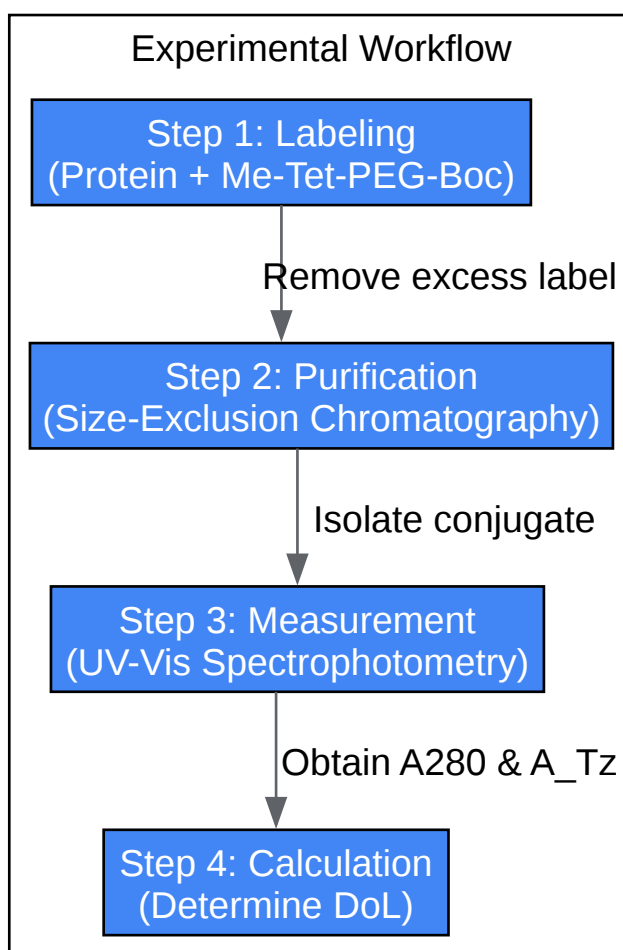 Experimental Workflow
Step 1: Labeling
(Protein + Me-Tet-PEG-Boc)
Remove excess label
Step 2: Purification
(Size-Exclusion Chromatography)
Isolate conjugate
Step 3: Measurement
(UV-Vis Spectrophotometry)
Obtain A280 & A_Tz
Step 4: Calculation
(Determine DoL)